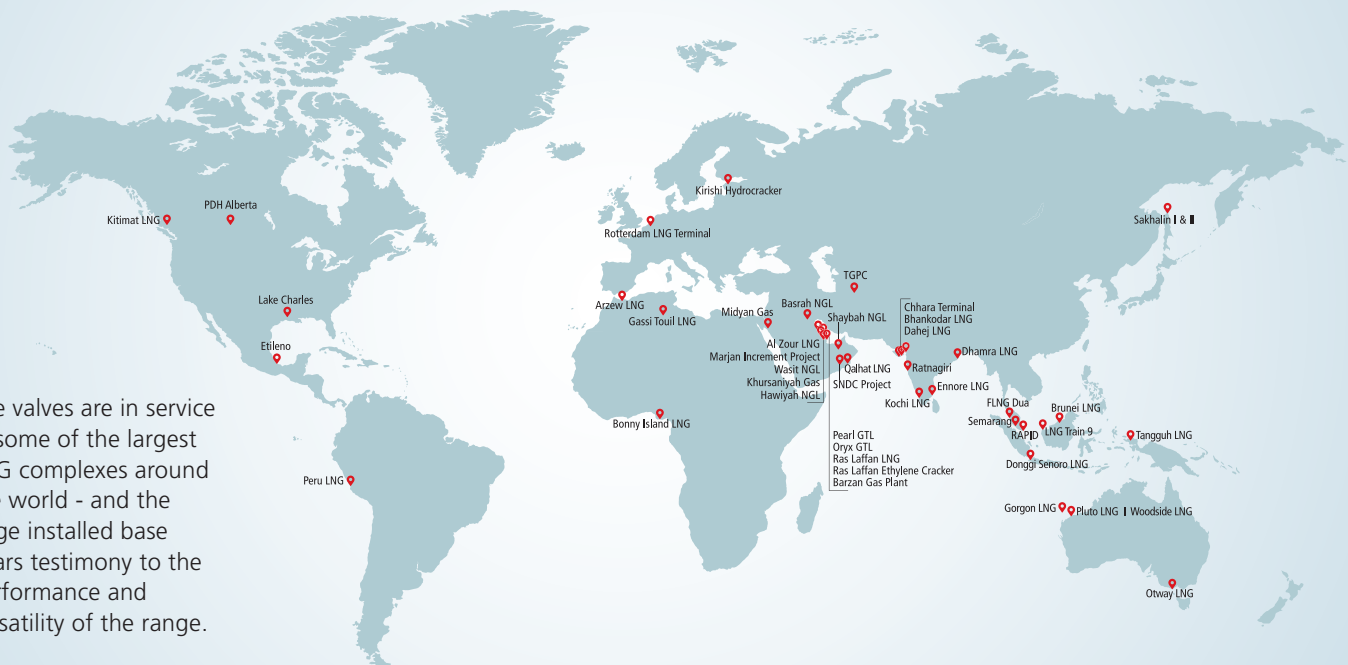 Kirishi Hydrocracker
Kitimat LNG
PDH Alberta
Rotterdam LNG Terminal
Sakhalin I & II
TGPC
Lake Charles
Arzew LNG
Gassi Touil LNG
Midyan Gas
Basrah NGL
Shaybah NGL
Chhara Terminal
Bhankodar LNG
Dahej LNG
Etileno
Al Zour LNG
Marjan Increment Project
Wasit NGL
Khursaniyah Gas
Hawiyah NGL
Qalhat LNG
SNDC Project
Dhamra LNG
Ratnagiri
Ennore LNG
Kochi LNG
FLNG Dua
Brunei LNG
Semarang
RAPID
LNG Train 9
Tangguh LNG
Donggi Senoro LNG
Bonny Island LNG
Pearl GTL
Oryx GTL
Ras Laffan LNG
Ras Laffan Ethylene Cracker
Barzan Gas Plant
Peru LNG
Gorgon LNG
Pluto LNG I Woodside LNG
Otway LNG
e valves are in service
some of the largest
G complexes around
e world - and the
ge installed base
ars testimony to the
rformance and
satility of the range.